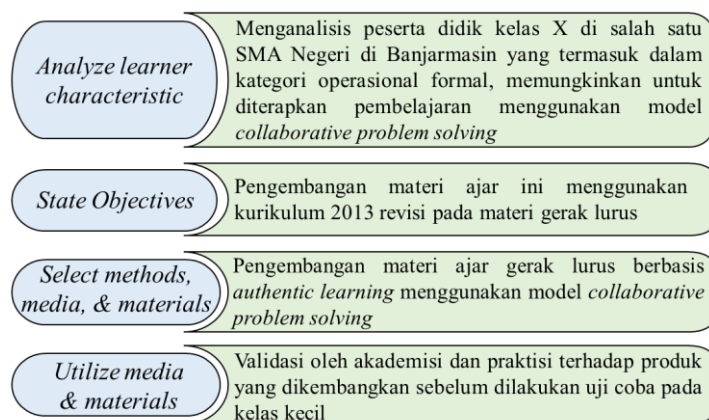 Analyze learner
characteristic
Menganalisis peserta didik kelas X di salah satu
SMA Negeri di Banjarmasin yang termasuk dalam
kategori operasional formal, memungkinkan untuk
diterapkan pembelajaran menggunakan model
collaborative problem solving
State Objectives
Pengembangan materi ajar ini menggunakan
kurikulum 2013 revisi pada materi gerak lurus
Select methods,
media, & materials
Pengembangan materi ajar gerak lurus berbasis
authentic learning menggunakan model collaborative
problem solving
Utilize media
& materials
Validasi oleh akademisi dan praktisi terhadap produk
yang dikembangkan sebelum dilakukan uji coba pada
kelas kecil